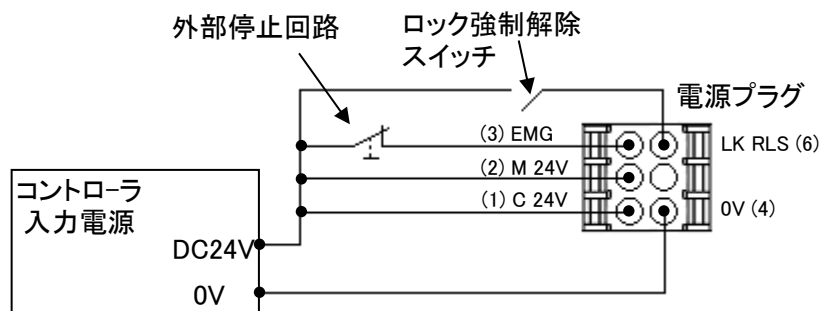 外部停止回路
ロック強制解除
スイッチ
電源プラグ
(3) EMG
LK RLS (6)
(2) M 24V
(1) C 24V
0V (4)
コントローラ
入力電源
DC24V
0V